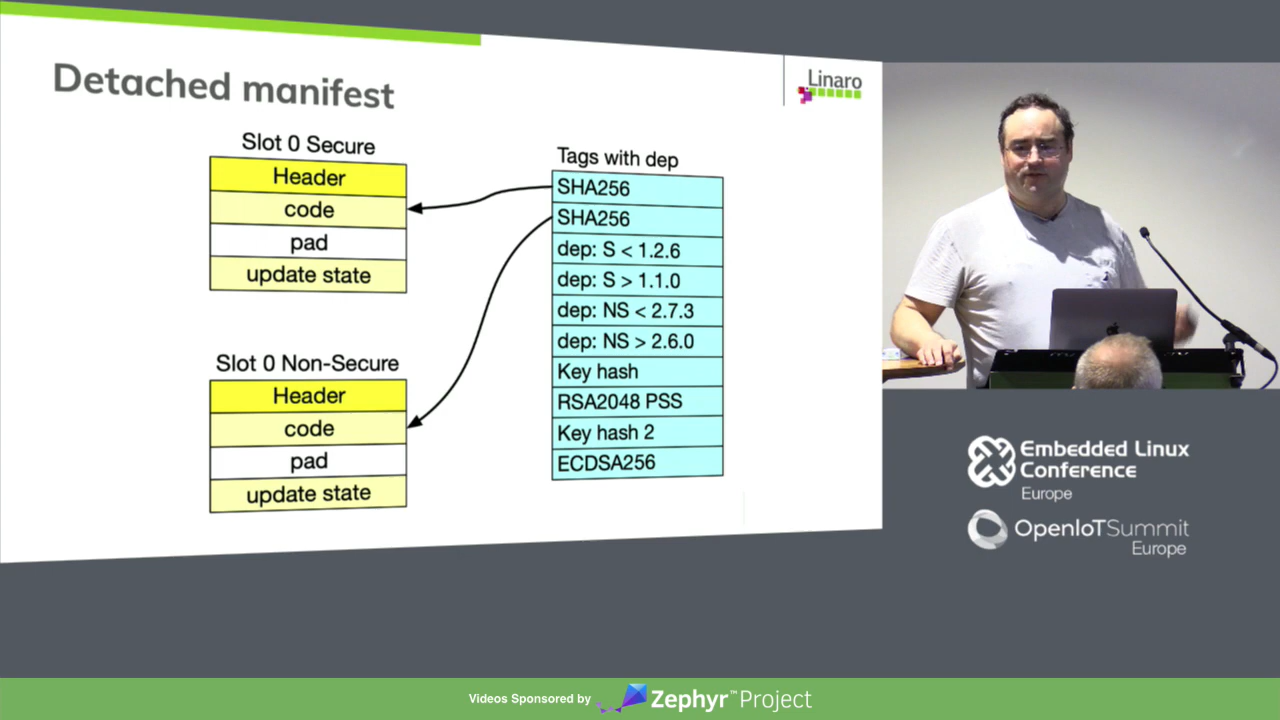 Detached manifest
Linaro
Slot 0 Secure
Header
code
pad
update state
Slot 0 Non-Secure
Header
code
pad
update state
Tags with dep
SHA256
SHA256
dep: S < 1.2.6
dep: S > 1.1.0
dep: NS < 2.7.3
dep: NS > 2.6.0
Key hash
RSA2048 PSS
Key hash 2
ECDSA256
Embedded Linux
Conference
Europe
OpenIoTSummit
Europe
Videos Sponsored by Zephyr™Project